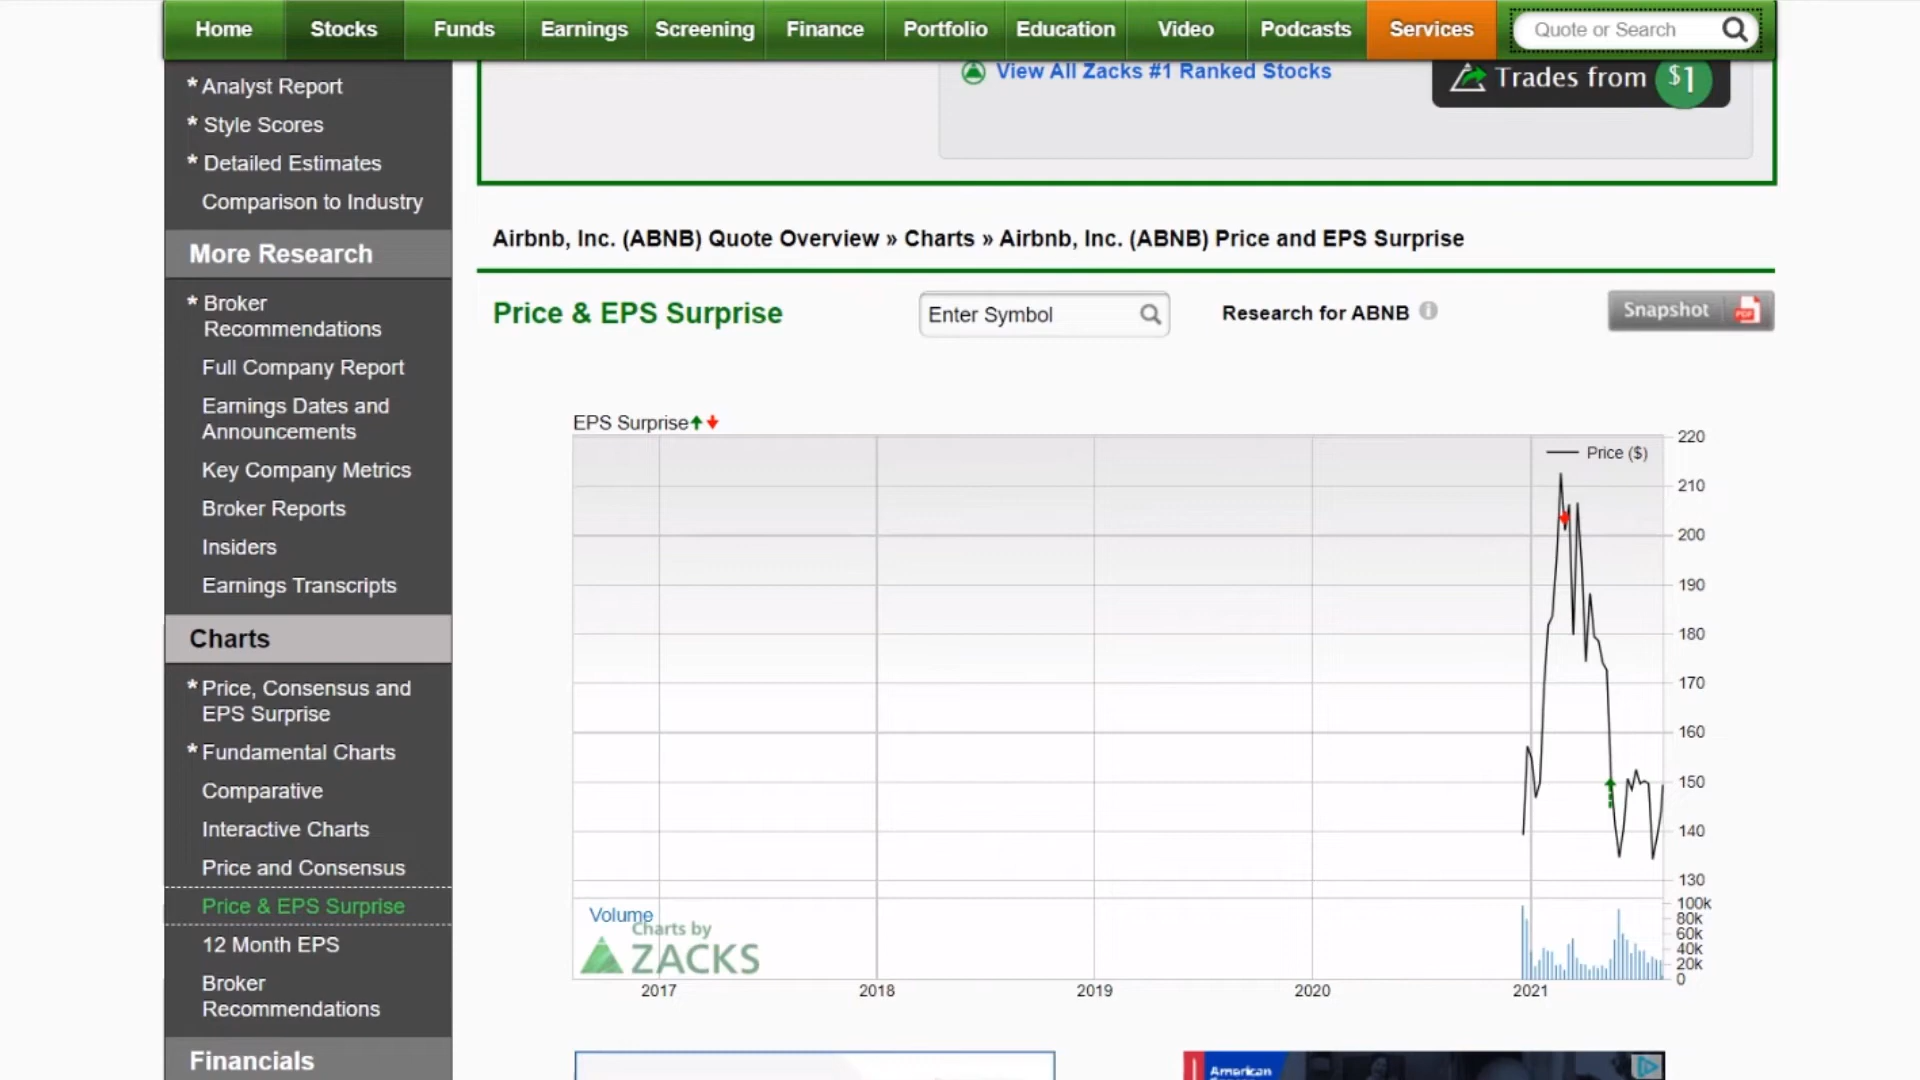 Home Stocks Funds Earnings Screening Finance Portfolio Education Video Podcasts Services Quote or Search
* Analyst Report
* Style Scores
* Detailed Estimates
Comparison to Industry
More Research
* Broker
Recommendations
Full Company Report
Earnings Dates and
Announcements
Key Company Metrics
Broker Reports
Insiders
Earnings Transcripts
Charts
* Price, Consensus and
EPS Surprise
* Fundamental Charts
Comparative
Interactive Charts
Price and Consensus
Price & EPS Surprise
12 Month EPS
Broker
Recommendations
Financials
View All Zacks #1 Ranked Stocks
Trades from $1
Airbnb, Inc. (ABNB) Quote Overview » Charts » Airbnb, Inc. (ABNB) Price and EPS Surprise
Price & EPS Surprise
Enter Symbol
Research for ABNB
Snapshot PDF
EPS Surprise
Price ($)
220
210
200
190
180
170
160
150
140
130
100k
80k
60k
40k
20k
0
Volume
Charts by
ZACKS
2017 2018 2019 2020 2021
American